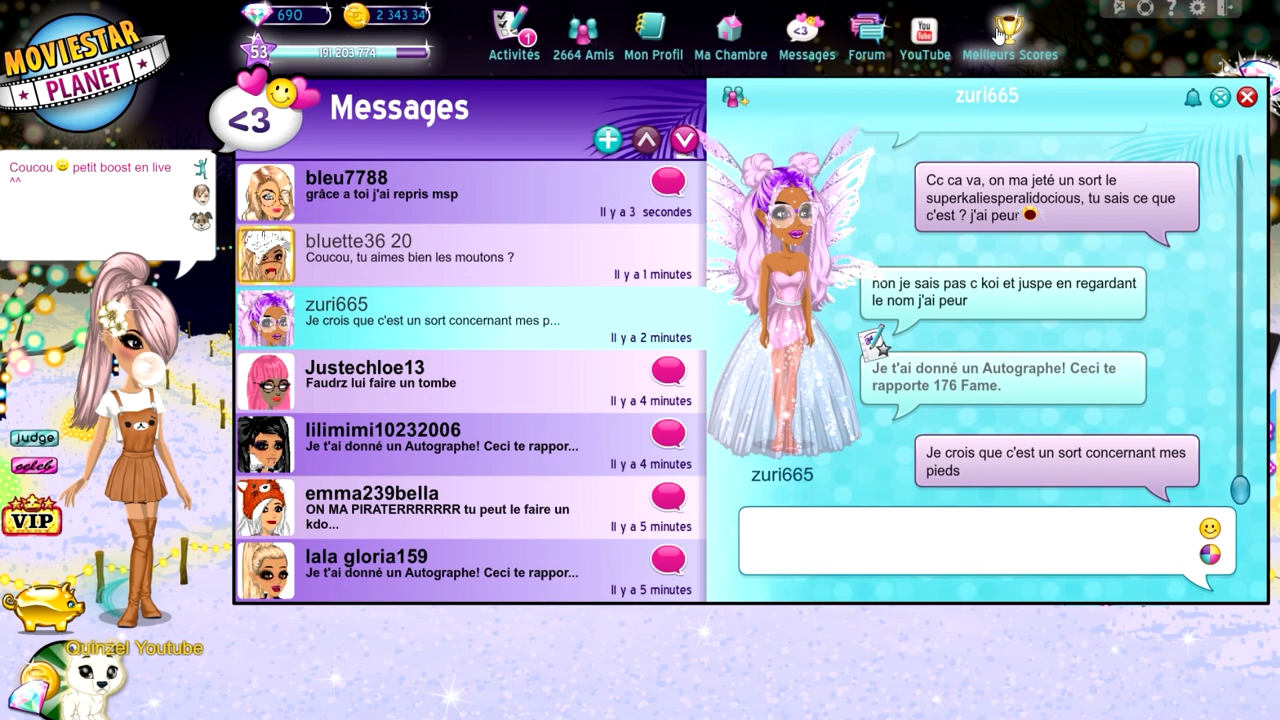 MOVIESTAR
PLANET
690
2 343 34
53
191.203.774
1
<3
Activités
2664 Amis
Mon Profil
Ma Chambre
Messages
Forum
You
Tube
YouTube
Meilleurs Scores
<3
Messages
zuri665
Coucou petit boost en live
^^
bleu7788
grâce a toi j'ai repris msp
Il y a 3 secondes
bluette36 20
Coucou, tu aimes bien les moutons ?
Il y a 1 minutes
zuri665
Je crois que c'est un sort concernant mes p...
Il y a 2 minutes
Justechloe13
Faudrz lui faire un tombe
Il y a 4 minutes
lilimimi10232006
Je t'ai donné un Autographe! Ceci te rappor...
Il y a 4 minutes
emma239bella
ON MA PIRATERRRRRRR tu peut le faire un
kdo...
Il y a 5 minutes
lala gloria159
Je t'ai donné un Autographe! Ceci te rappor...
Il y a 5 minutes
Cc ca va, on ma jeté un sort le
superkaliesperalidocious, tu sais ce que
c'est ? j'ai peur
non je sais pas c koi et juspe en regardant
le nom j'ai peur
Je t'ai donné un Autographe! Ceci te
rapporte 176 Fame.
Je crois que c'est un sort concernant mes
pieds
zuri665
judge
celeb
VIP
Quinzel Youtube